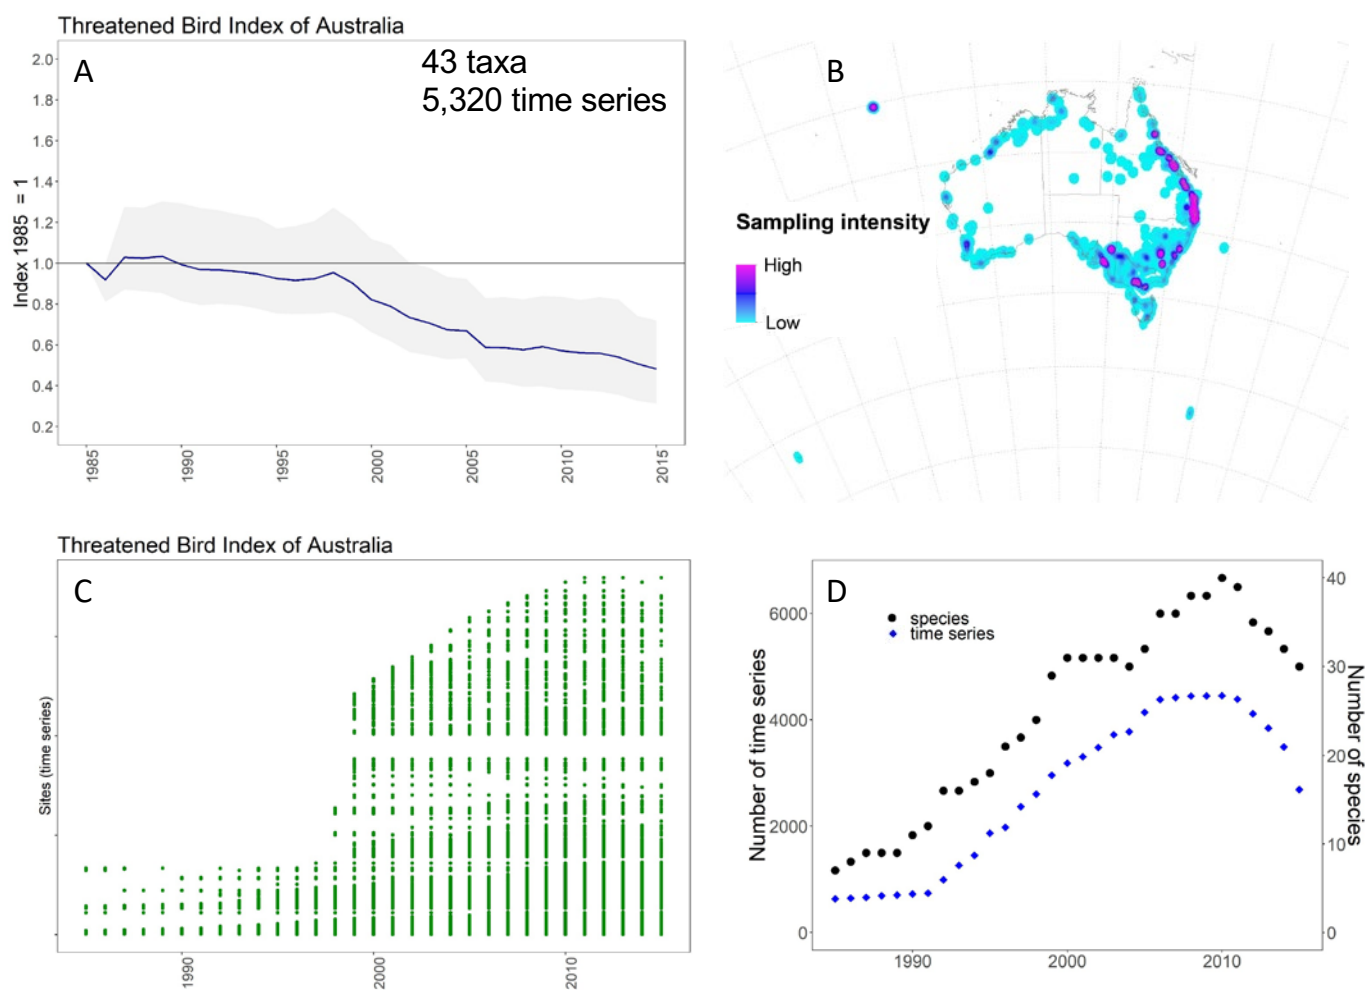 Threatened Bird Index of Australia
A
43 taxa
5,320 time series
2.0
1.8
1.6
1.4
1.2
1.0
0.8
0.6
0.4
0.2
Index 1985 = 1
1985
1990
1995
2000
2005
2010
2015
B
Sampling intensity
High
Low
Threatened Bird Index of Australia
C
Sites (time series)
1990
2000
2010
D
species
time series
6000
4000
2000
0
Number of time series
40
30
20
10
0
Number of species
1990
2000
2010